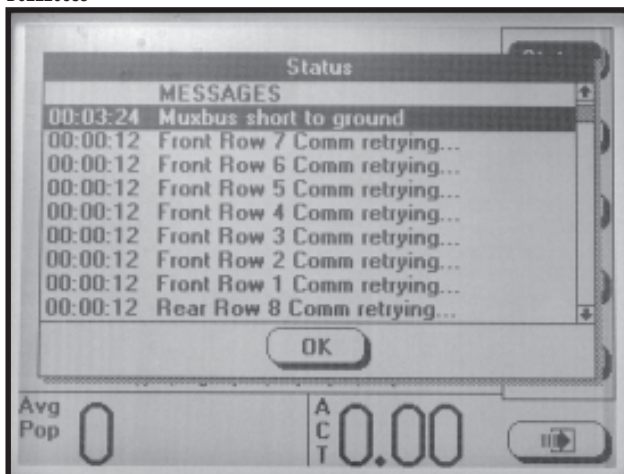 Status
MESSAGES
00:03:24 Muxbus short to ground
00:00:12 Front Row 7 Comm retrying...
00:00:12 Front Row 6 Comm retrying...
00:00:12 Front Row 5 Comm retrying...
00:00:12 Front Row 4 Comm retrying...
00:00:12 Front Row 3 Comm retrying...
00:00:12 Front Row 2 Comm retrying...
00:00:12 Front Row 1 Comm retrying...
00:00:12 Rear Row 8 Comm retrying...
OK
Avg
Pop 0
ACT 0.00